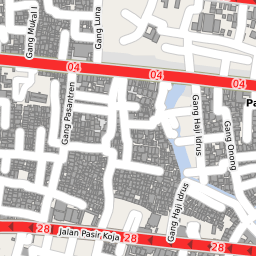 Gang Mukal I
Gang Luna
04
04
04
Gang Pasantren
Gang Haji Idrus
Pa
Gang Onong
Gang Haji Idrus
28
Jalan Pasir Koja
28
28